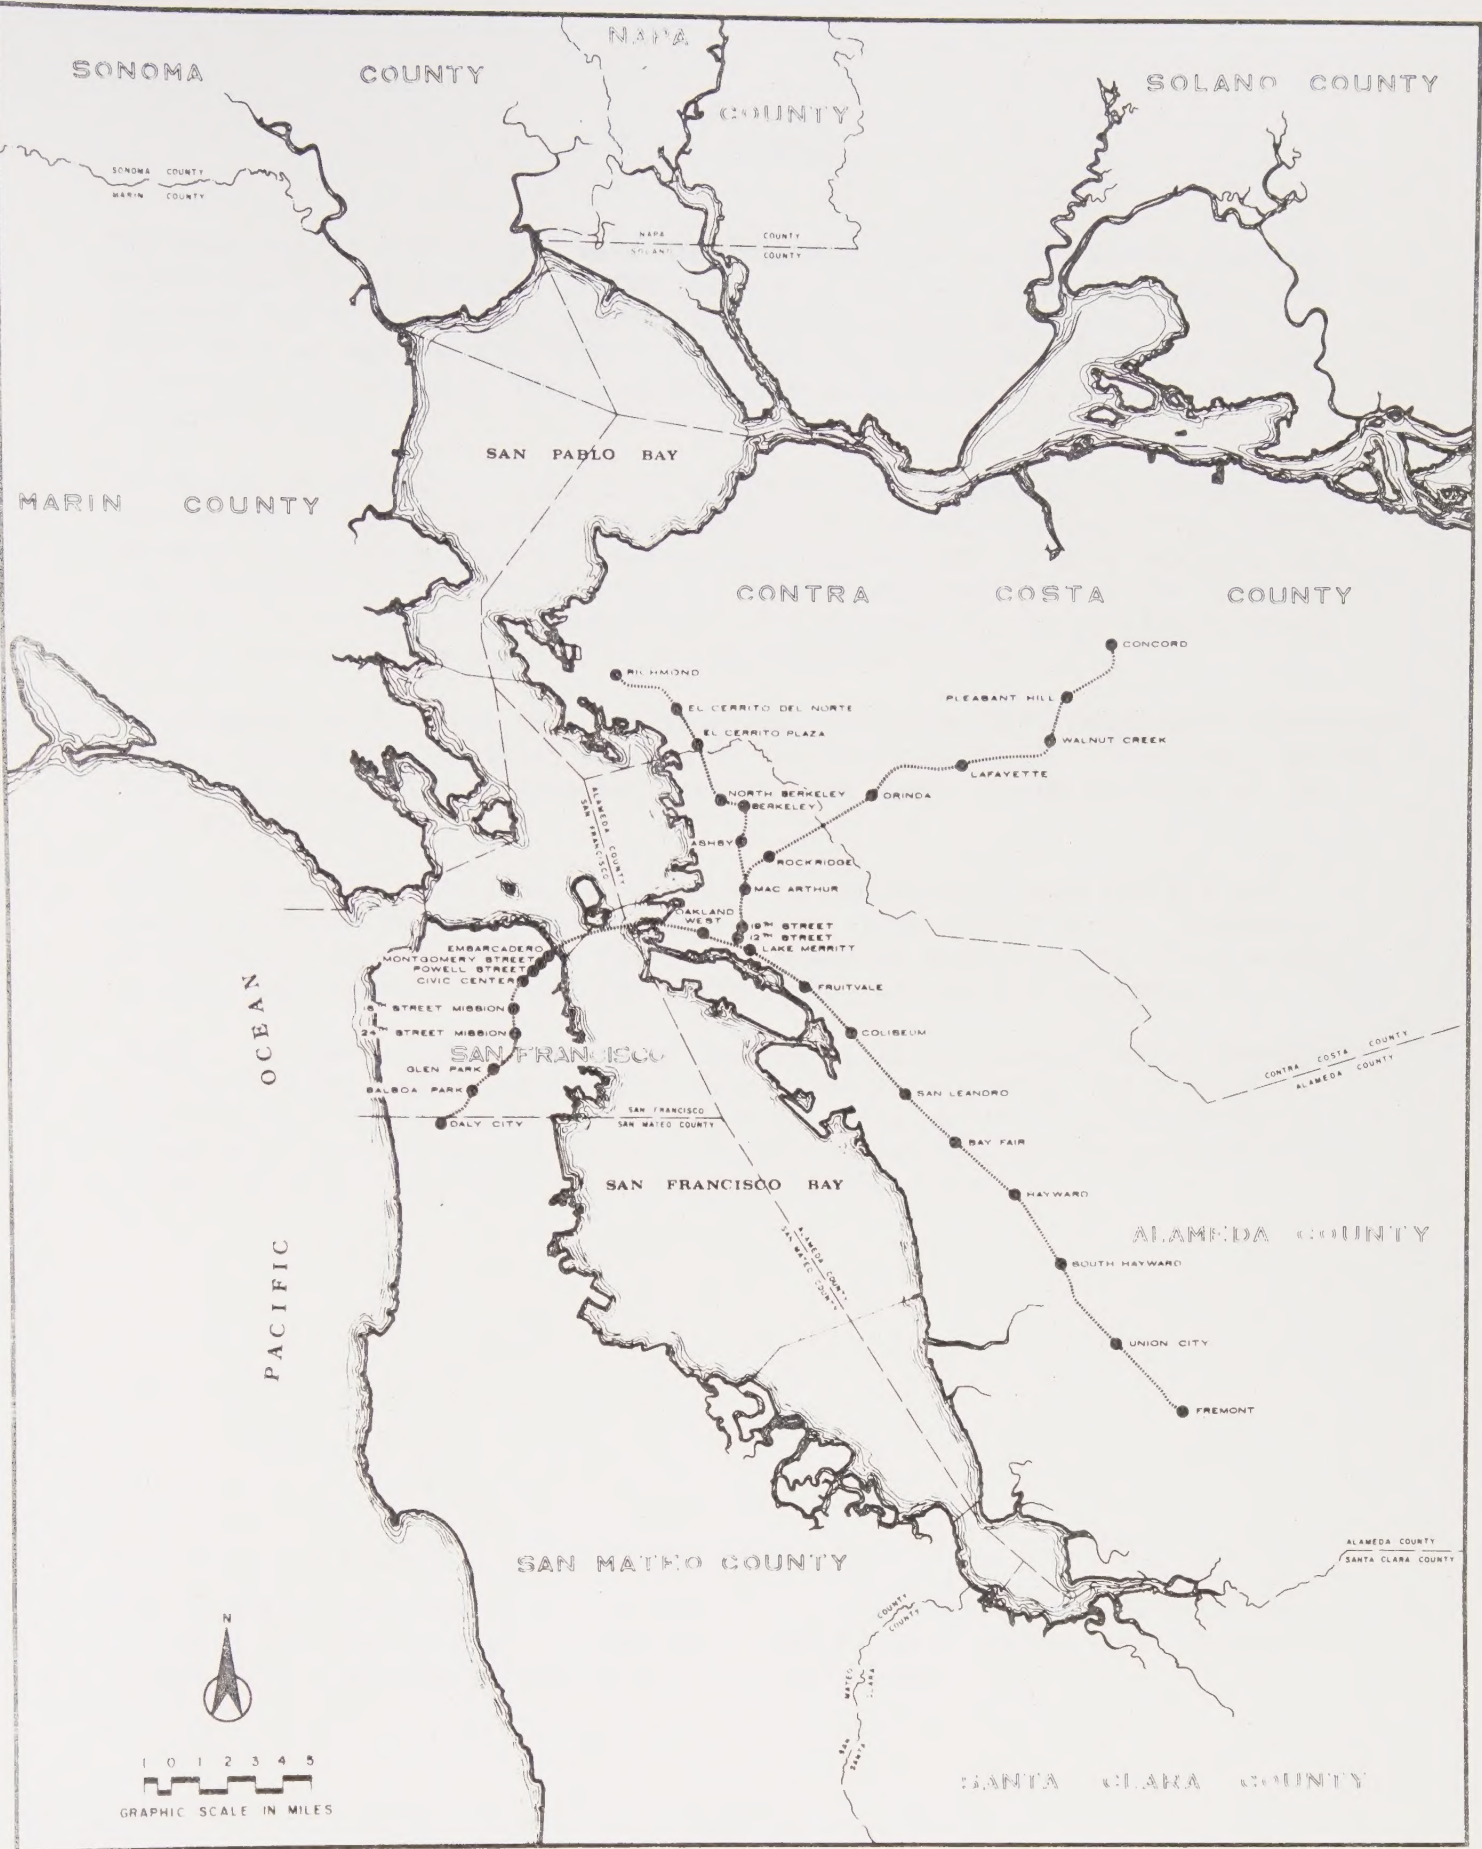 NAPA
SONOMA COUNTY
SOLANO COUNTY
COUNTY
SONOMA COUNTY
MARIN COUNTY
NAPA COUNTY
SOLANO COUNTY
SAN PABLO BAY
MARIN COUNTY
CONTRA COSTA COUNTY
CONCORD
RICHMOND
PLEASANT HILL
EL CERRITO DEL NORTE
EL CERRITO PLAZA
WALNUT CREEK
LAFAYETTE
NORTH BERKELEY
ORINDA
(BERKELEY)
ALAMEDA COUNTY
SAN FRANCISCO
ASHBY
ROCKRIDGE
MAC ARTHUR
OAKLAND
WEST
19TH STREET
12TH STREET
LAKE MERRITT
EMBARCADERO
MONTGOMERY STREET
POWELL STREET
CIVIC CENTER
FRUITVALE
16TH STREET MISSION
24TH STREET MISSION
COLISEUM
SAN FRANCISCO
GLEN PARK
BALBOA PARK
CONTRA COSTA COUNTY
ALAMEDA COUNTY
SAN LEANDRO
SAN FRANCISCO
SAN MATEO COUNTY
DALY CITY
BAY FAIR
SAN FRANCISCO BAY
HAYWARD
PACIFIC OCEAN
ALAMEDA COUNTY
ALAMEDA COUNTY
SAN MATEO COUNTY
SOUTH HAYWARD
UNION CITY
FREMONT
ALAMEDA COUNTY
SANTA CLARA COUNTY
SAN MATEO COUNTY
SAN MATEO COUNTY
SANTA CLARA COUNTY
N
1 0 1 2 3 4 5
GRAPHIC SCALE IN MILES
SANTA CLARA COUNTY